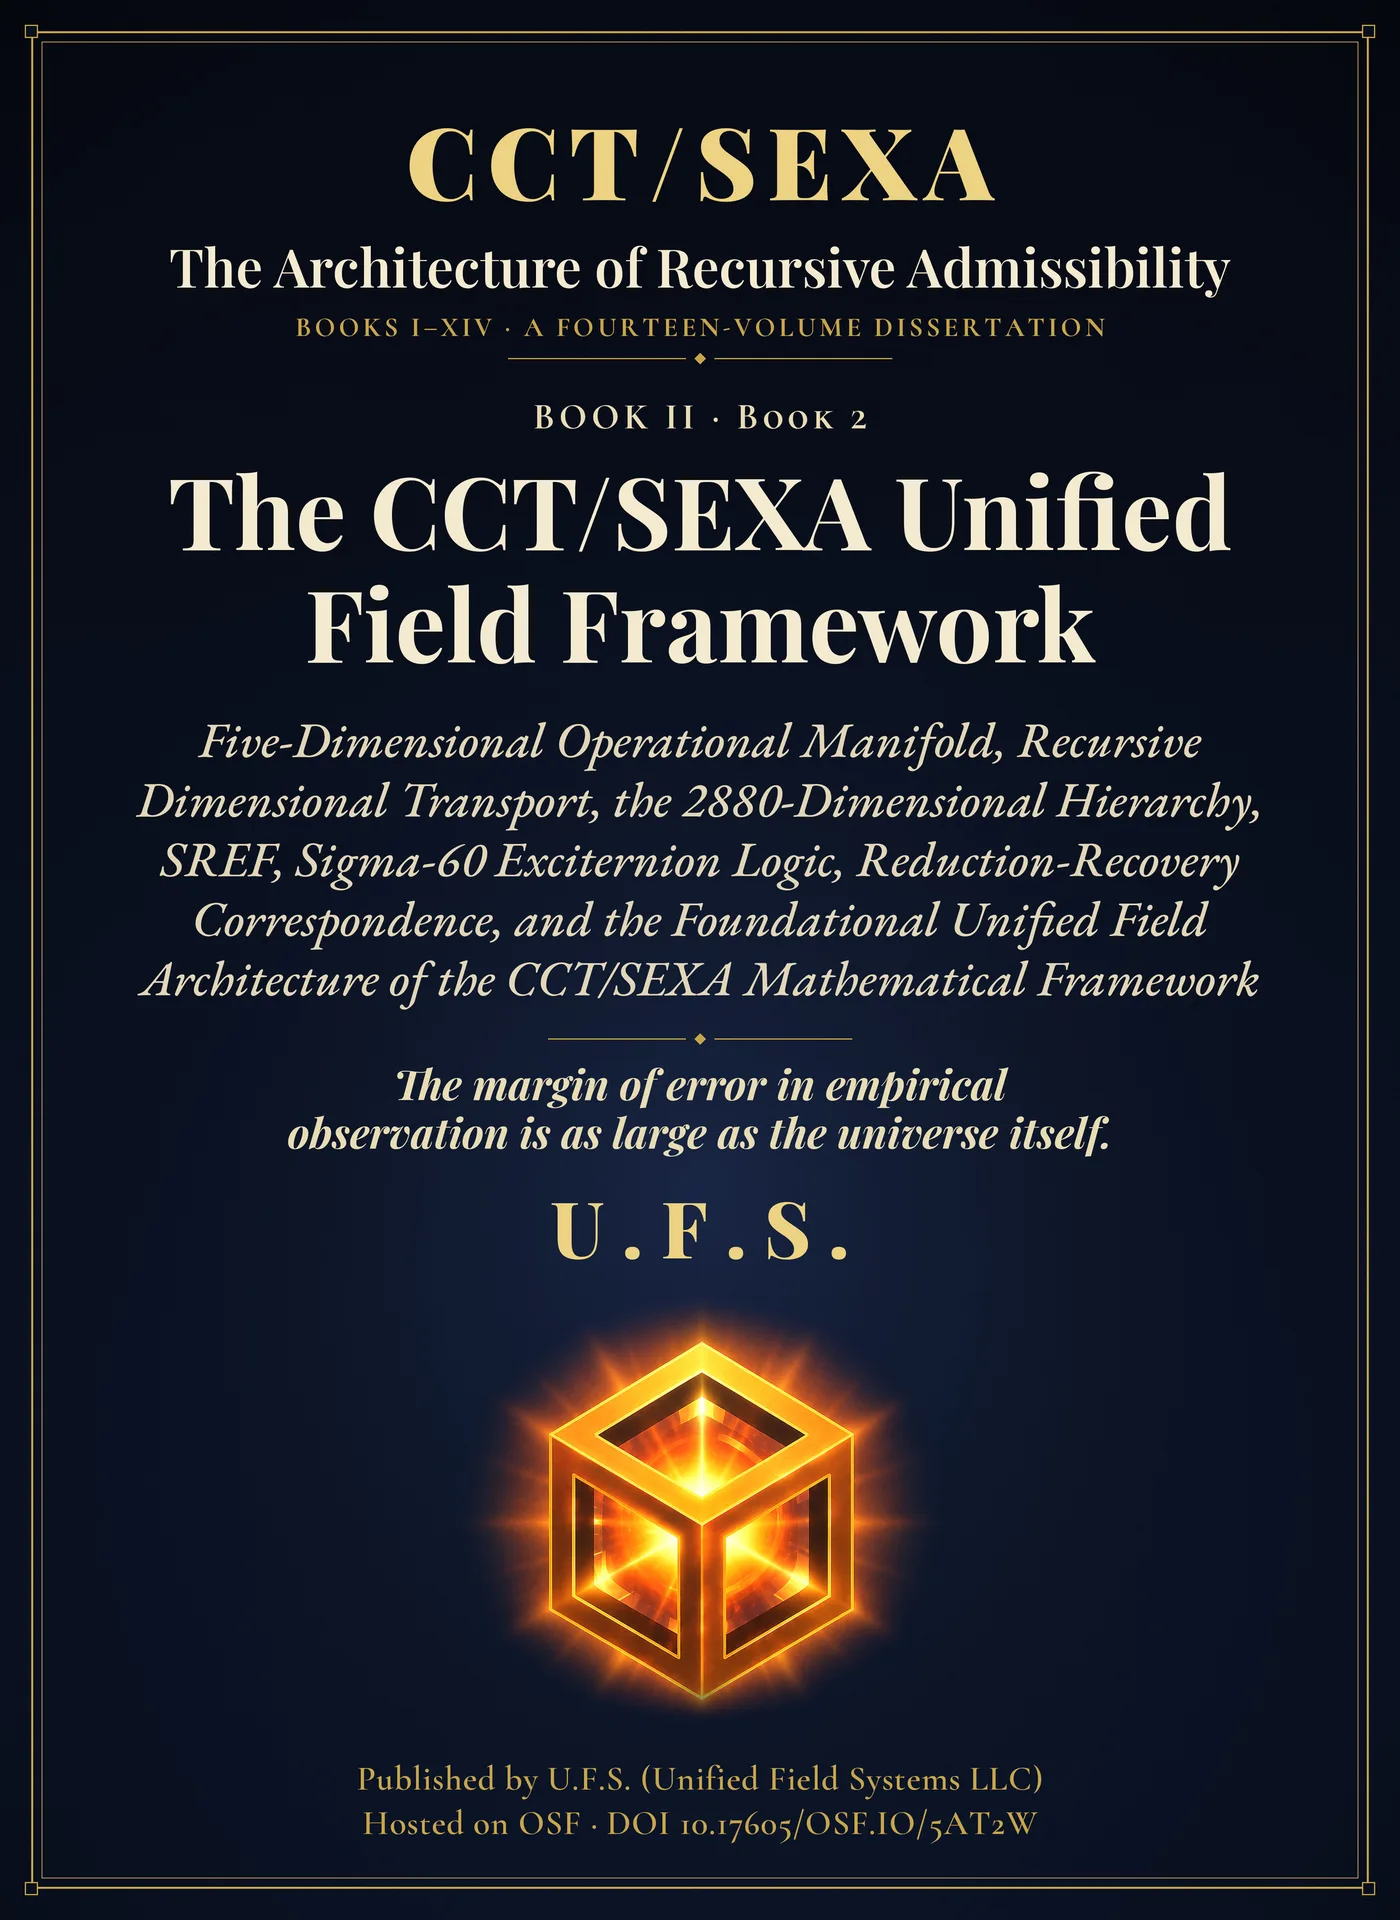 CCT/SEXA
The Architecture of Recursive Admissibility
BOOKS I–XIV · A FOURTEEN-VOLUME DISSERTATION
BOOK II · Book 2
The CCT/SEXA Unified
Field Framework
Five-Dimensional Operational Manifold, Recursive
Dimensional Transport, the 2880-Dimensional Hierarchy,
SREF, Sigma-60 Exciternion Logic, Reduction-Recovery
Correspondence, and the Foundational Unified Field
Architecture of the CCT/SEXA Mathematical Framework
The margin of error in empirical
observation is as large as the universe itself.
U.F.S.
Published by U.F.S. (Unified Field Systems LLC)
Hosted on OSF · DOI 10.17605/OSF.IO/5AT2W